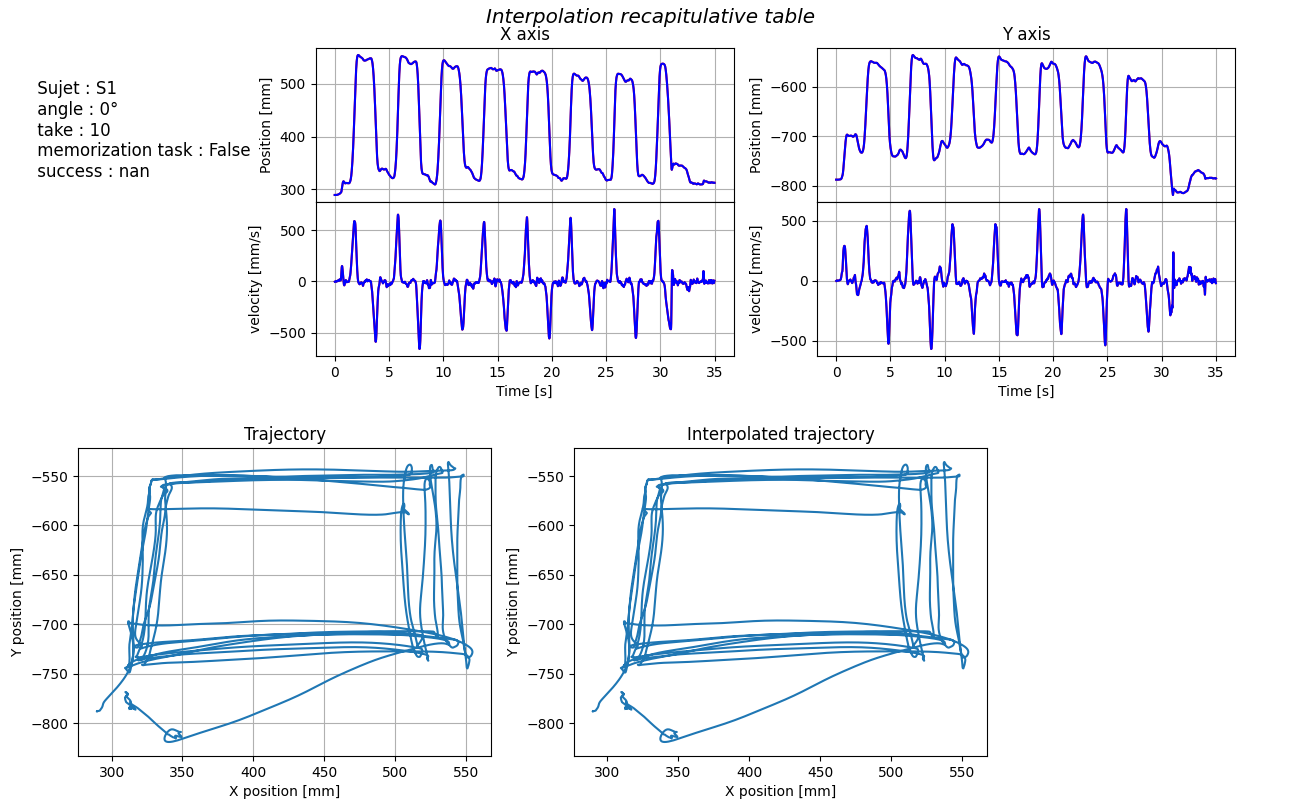 Interpolation recapitulative table
X axis
Y axis
Sujet : S1
angle : 0°
take : 10
memorization task : False
success : nan
Position [mm]
500
400
300
velocity [mm/s]
500
0
−500
0 5 10 15 20 25 30 35
Time [s]
Position [mm]
−600
−700
−800
velocity [mm/s]
500
0
−500
0 5 10 15 20 25 30 35
Time [s]
Trajectory
Y position [mm]
−550
−600
−650
−700
−750
−800
300 350 400 450 500 550
X position [mm]
Interpolated trajectory
Y position [mm]
−550
−600
−650
−700
−750
−800
300 350 400 450 500 550
X position [mm]